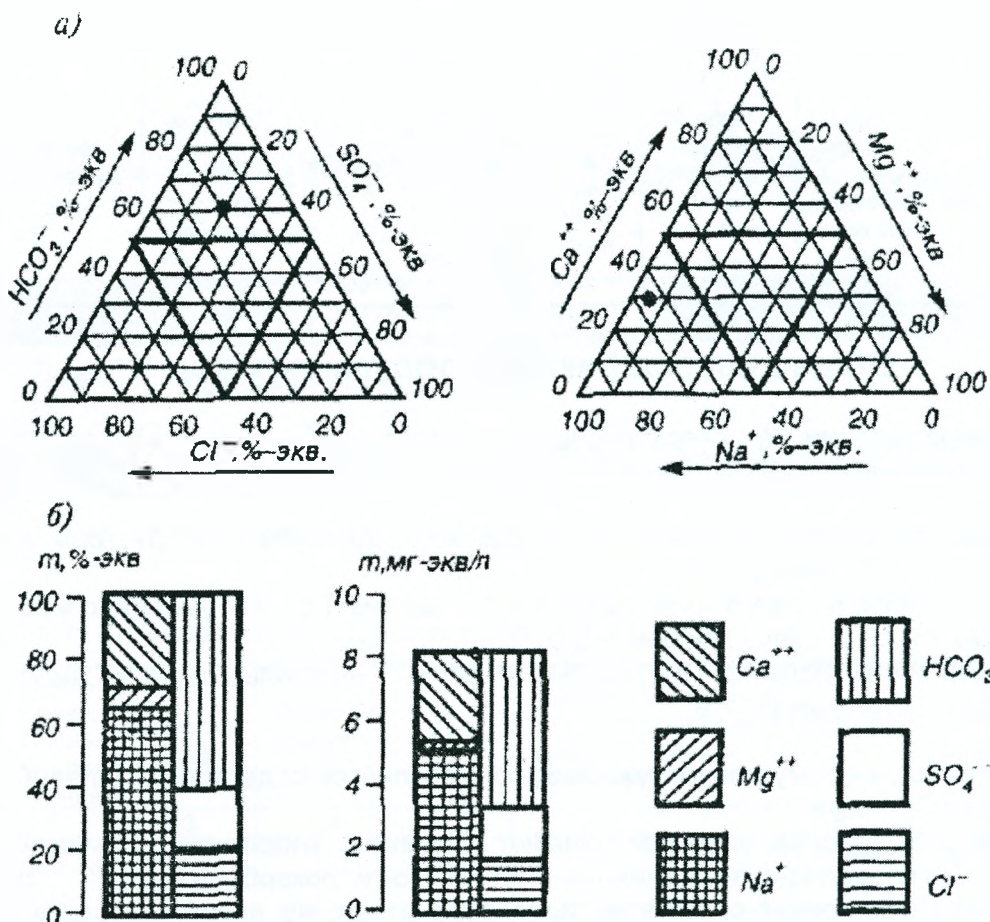 а)
100 0
80 20
60 40
40 60
20 80
0 100
100 80 60 40 20 0
HCO₃⁻, %-экв
SO₄⁻⁻, %-экв
Cl⁻, %-экв.
100 0
80 20
60 40
40 60
20 80
0 100
100 80 60 40 20 0
Ca⁺⁺, %-экв
Mg⁺⁺, %-экв
Na⁺, %-экв.
б)
m, %-экв
100
80
60
40
20
0
m, мг-экв/л
10
8
6
4
2
0
Ca⁺⁺
HCO₃
Mg⁺⁺
SO₄⁻⁻
Na⁺
Cl⁻